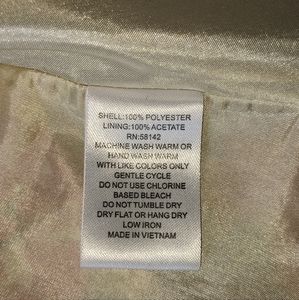 SHELL:100% POLYESTER
LINING:100% ACETATE
RN:58142
MACHINE WASH WARM OR
HAND WASH WARM
WITH LIKE COLORS ONLY
GENTLE CYCLE
DO NOT USE CHLORINE
BASED BLEACH
DO NOT TUMBLE DRY
DRY FLAT OR HANG DRY
LOW IRON
MADE IN VIETNAM